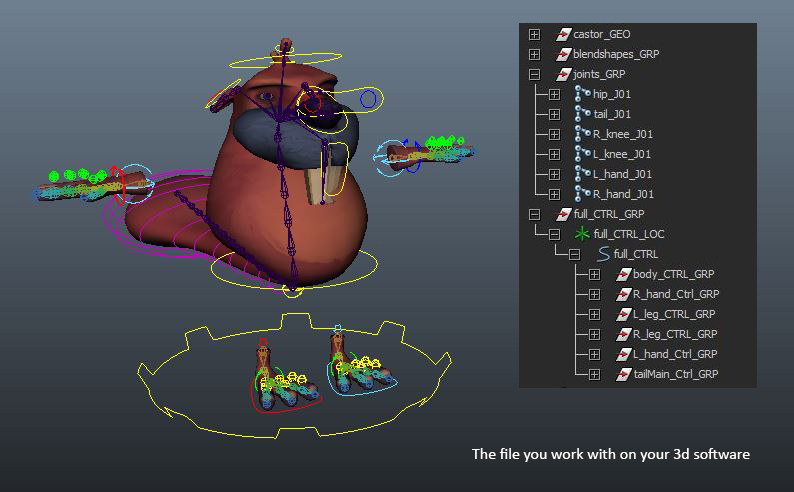 castor_GEO
blendshapes_GRP
joints_GRP
hip_J01
tail_J01
R_knee_J01
L_knee_J01
L_hand_J01
R_hand_J01
full_CTRL_GRP
full_CTRL_LOC
full_CTRL
body_CTRL_GRP
R_hand_Ctrl_GRP
L_leg_CTRL_GRP
R_leg_CTRL_GRP
L_hand_Ctrl_GRP
tailMain_Ctrl_GRP
The file you work with on your 3d software